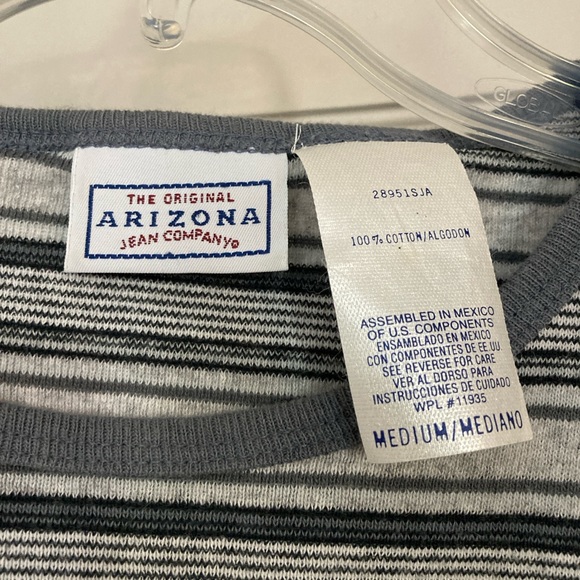 THE ORIGINAL
ARIZONA
JEAN COMPANY®
28951SJA
100% COTTON/ALGODON
ASSEMBLED IN MEXICO
OF U.S. COMPONENTS
ENSAMBLADO EN MEXICO
CON COMPONENTES DE EE.UU
SEE REVERSE FOR CARE
VER AL DORSO PARA
INSTRUCCIONES DE CUIDADO
WPL #11935
MEDIUM/MEDIANO